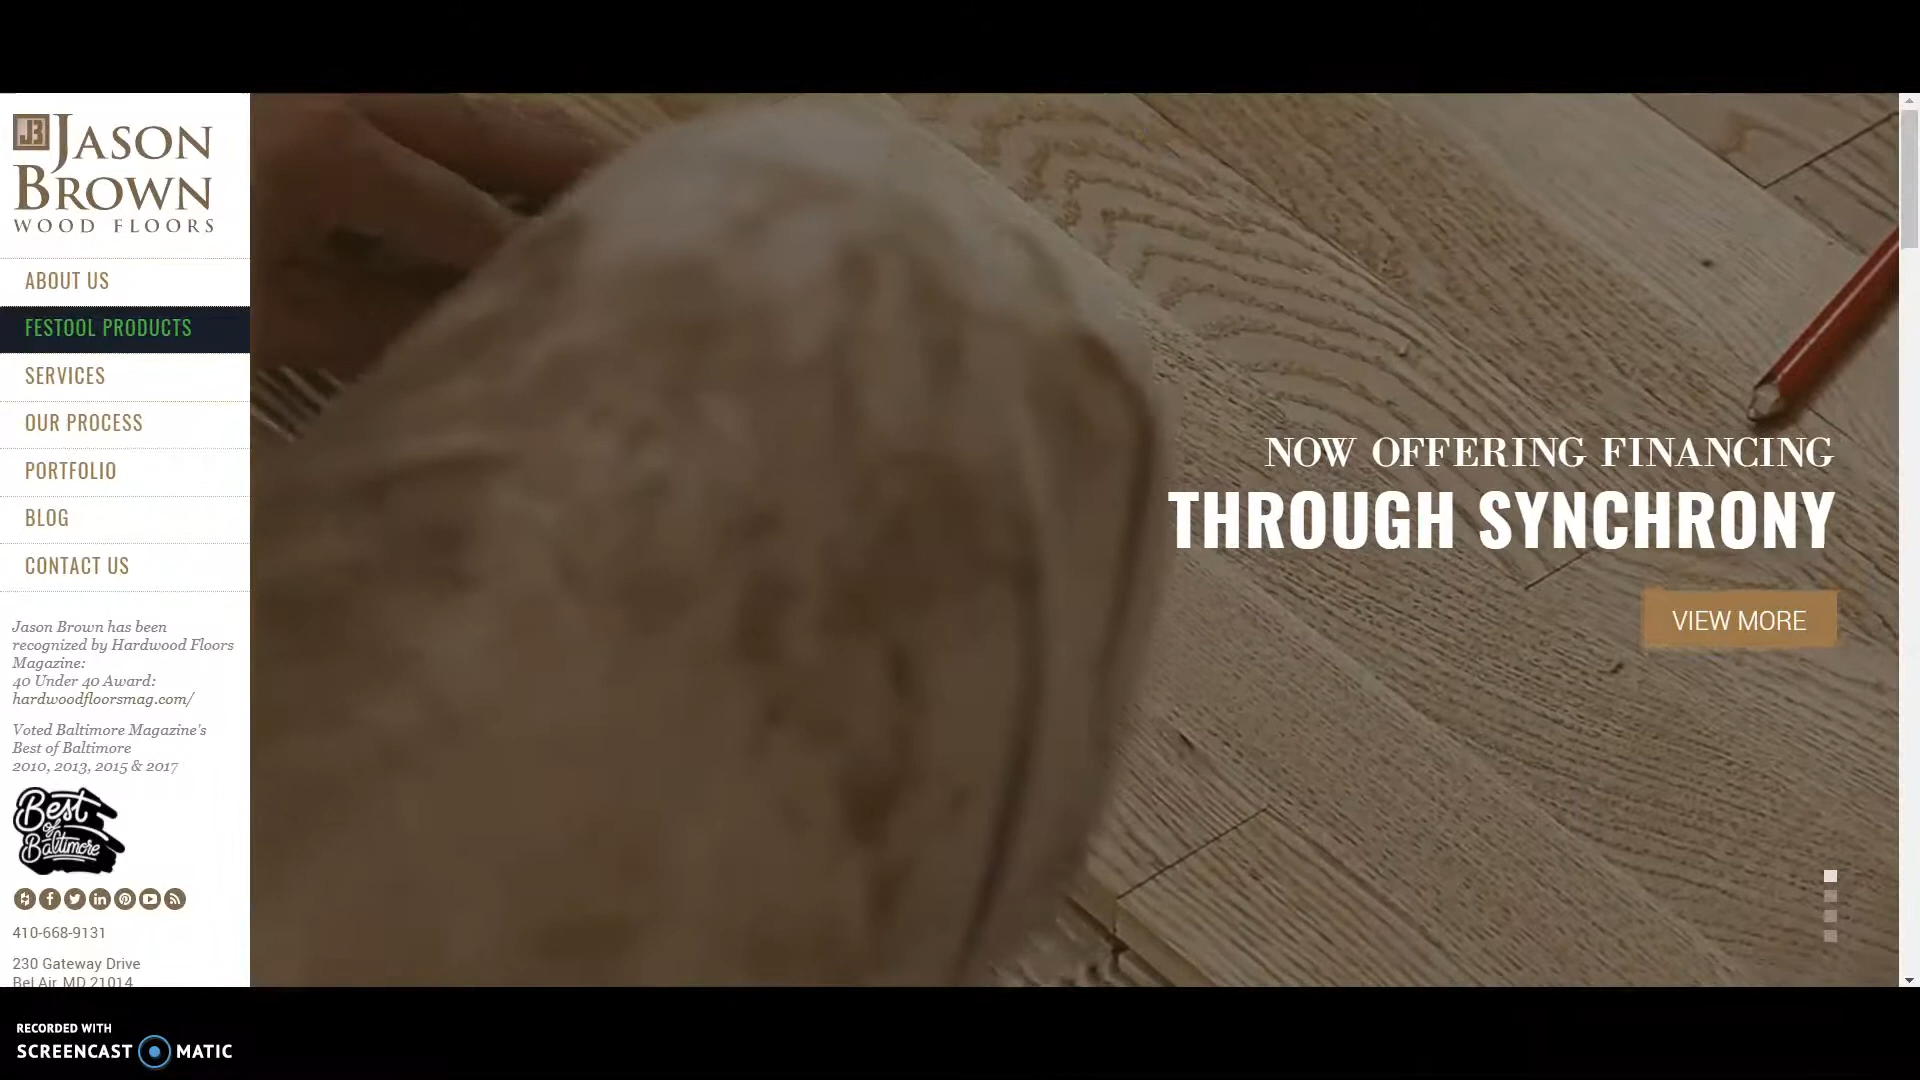 JB JASON
BROWN
WOOD FLOORS
ABOUT US
FESTOOL PRODUCTS
SERVICES
OUR PROCESS
PORTFOLIO
BLOG
CONTACT US
Jason Brown has been
recognized by Hardwood Floors
Magazine:
40 Under 40 Award:
hardwoodfloorsmag.com/
Voted Baltimore Magazine's
Best of Baltimore
2010, 2013, 2015 & 2017
Best
of
Baltimore
410-668-9131
230 Gateway Drive
Bel Air, MD 21014
NOW OFFERING FINANCING
THROUGH SYNCHRONY
VIEW MORE
RECORDED WITH
SCREENCAST MATIC